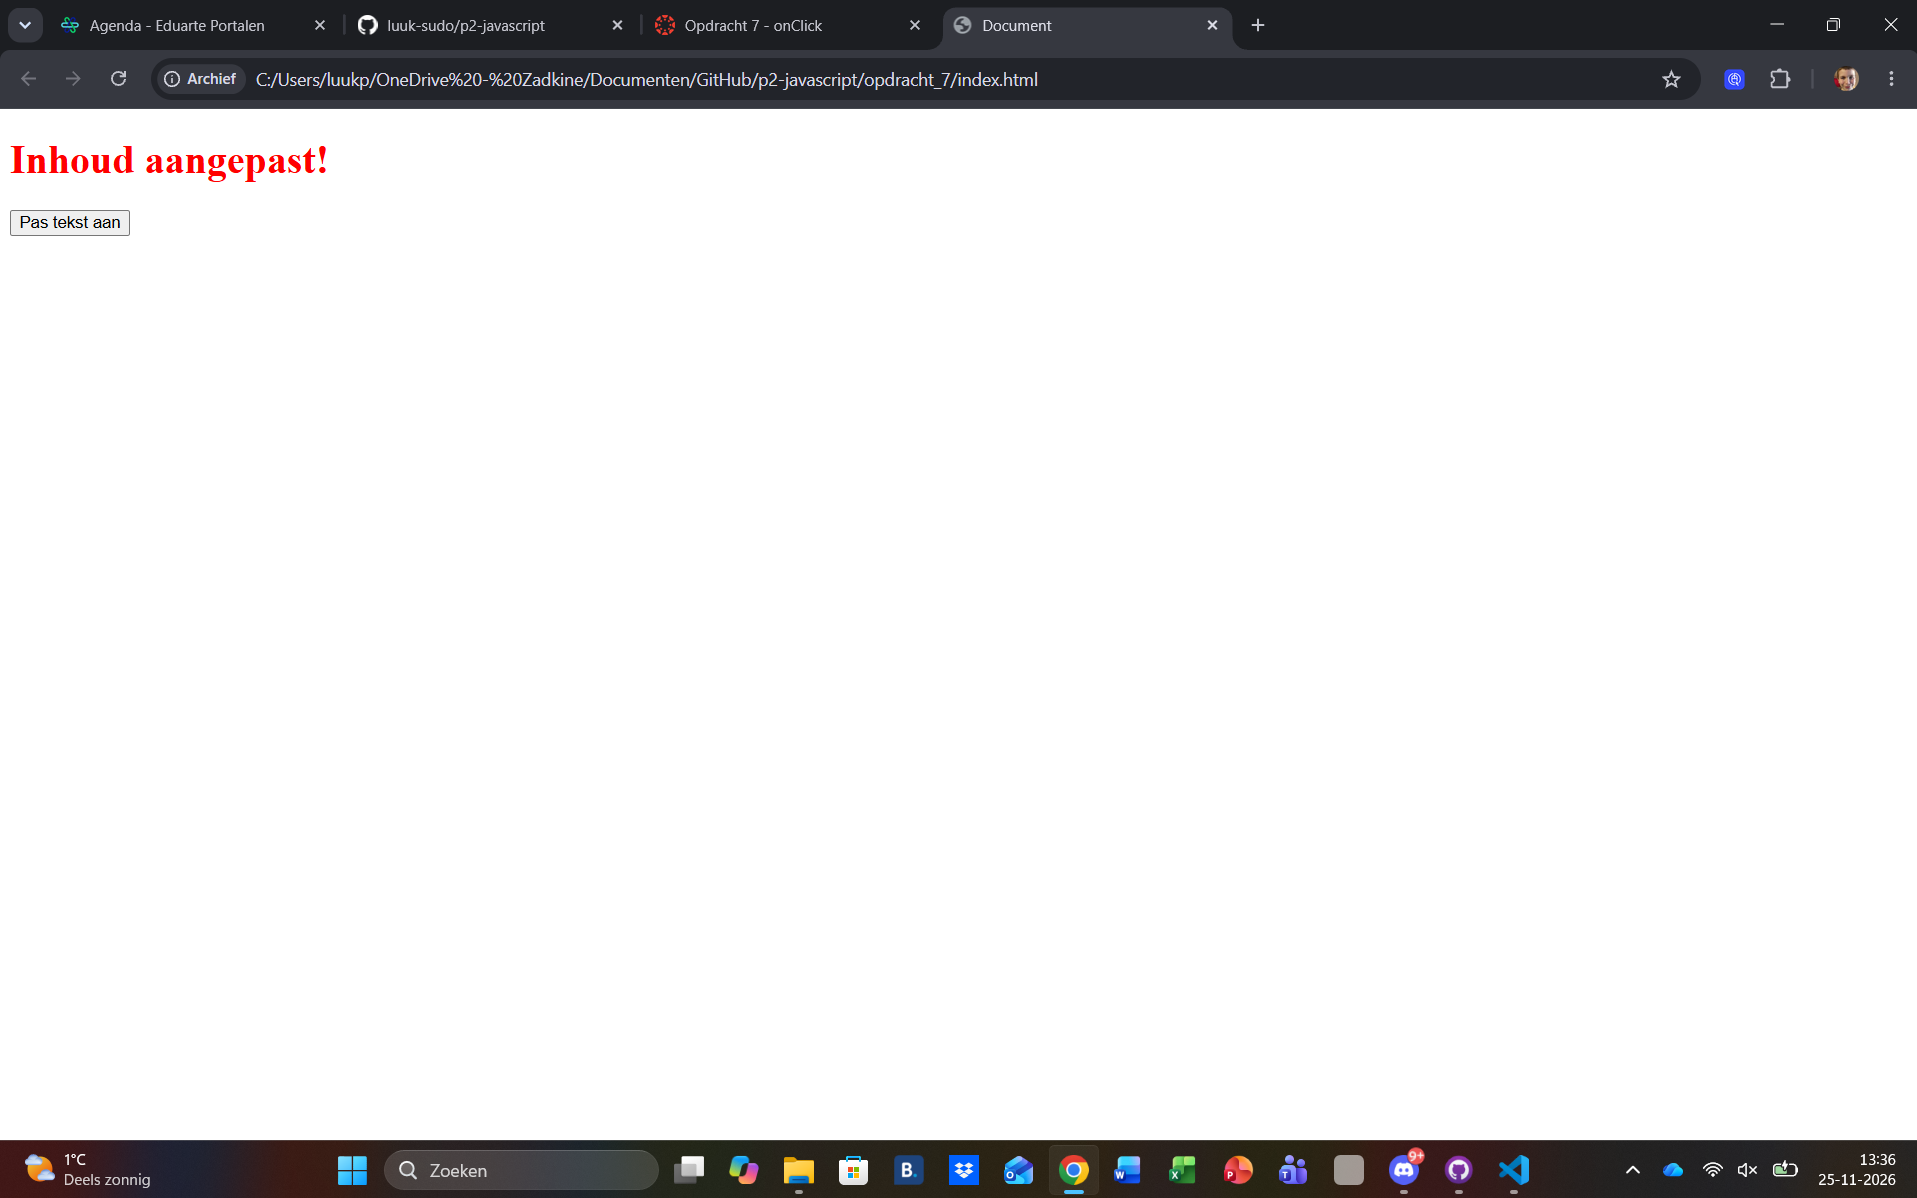 Agenda - Eduarte Portalen
luuk-sudo/p2-javascript
Opdracht 7 - onClick
Document
Archief
C:/Users/luukp/OneDrive%20-%20Zadkine/Documenten/GitHub/p2-javascript/opdracht_7/index.html
Inhoud aangepast!
Pas tekst aan
1°C
Deels zonnig
Zoeken
B.
O
W
X
P
T
9+
13:36
25-11-2026